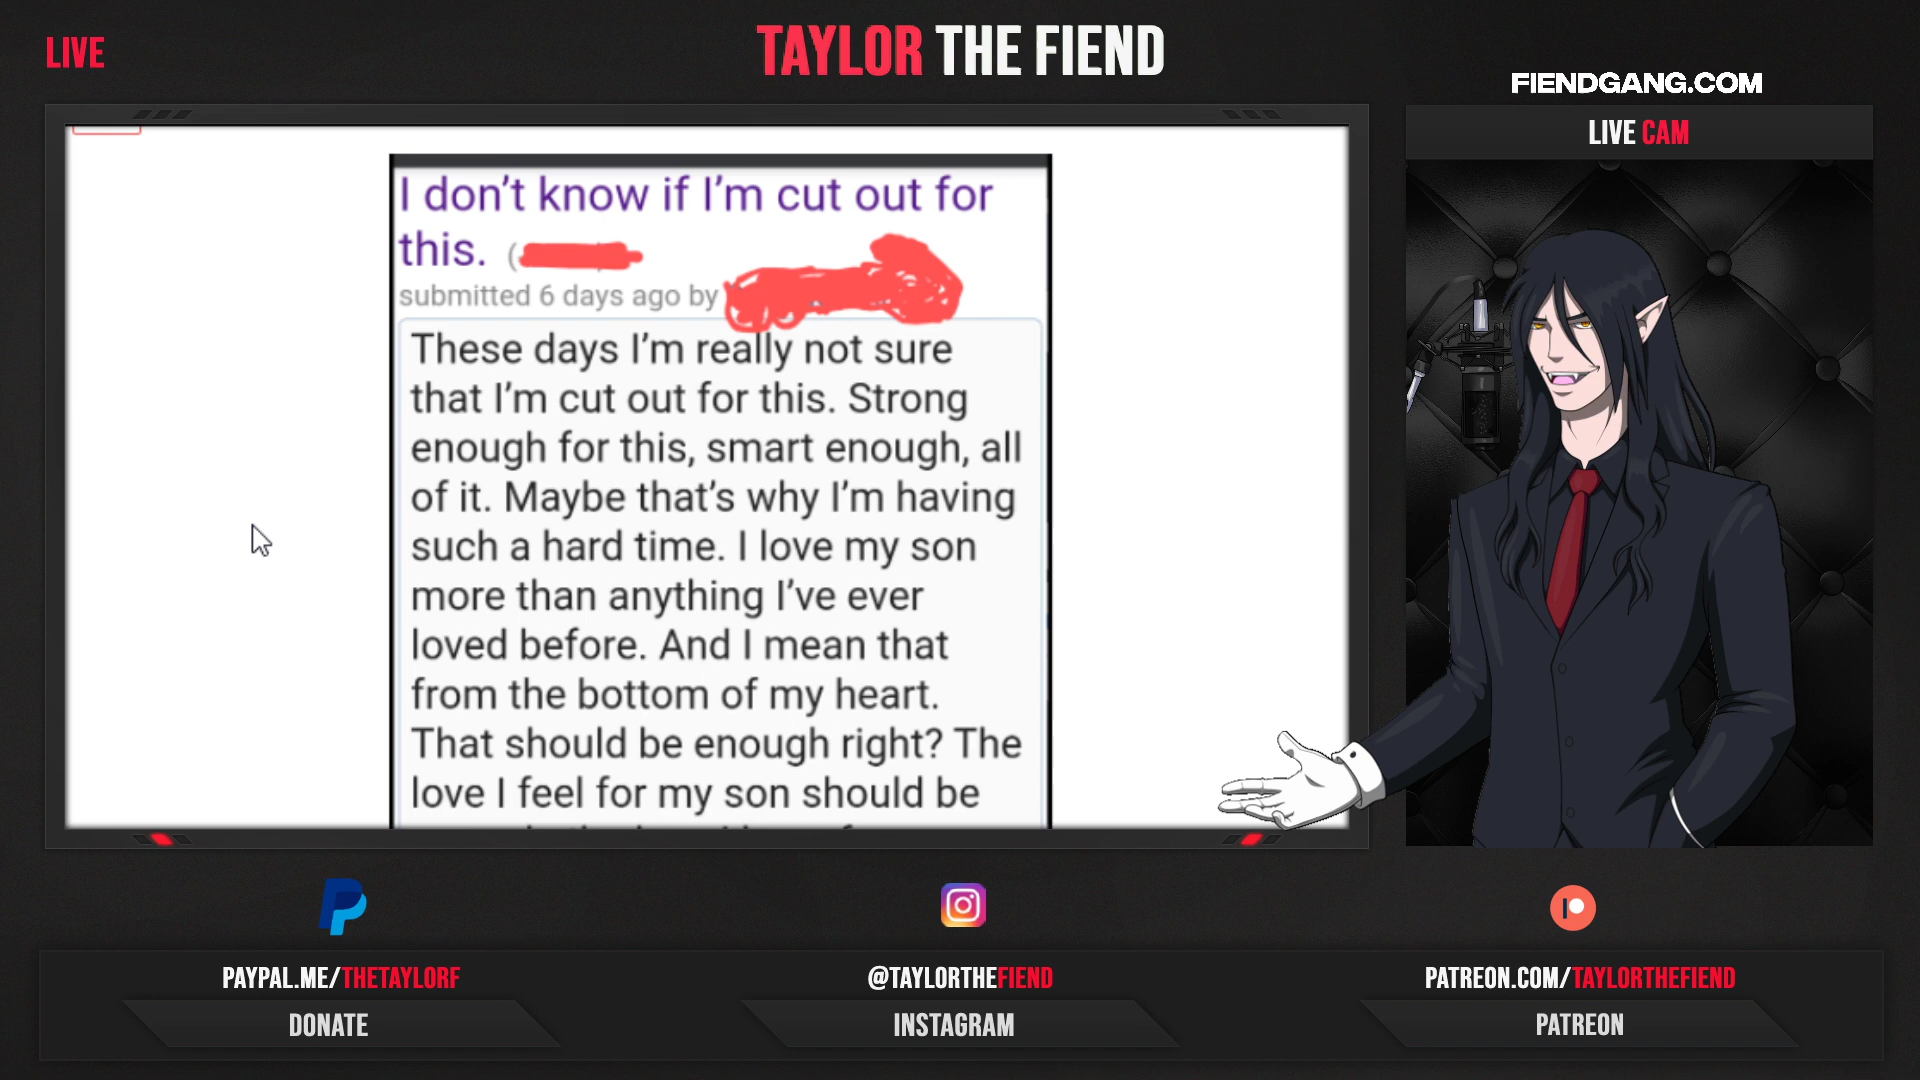 LIVE
TAYLOR THE FIEND
FIENDGANG.COM
LIVE CAM
I don’t know if I’m cut out for
this. (
submitted 6 days ago by
These days I’m really not sure
that I’m cut out for this. Strong
enough for this, smart enough, all
of it. Maybe that’s why I’m having
such a hard time. I love my son
more than anything I’ve ever
loved before. And I mean that
from the bottom of my heart.
That should be enough right? The
love I feel for my son should be
PAYPAL.ME/THETAYLORF
DONATE
@TAYLORTHEFIEND
INSTAGRAM
PATREON.COM/TAYLORTHEFIEND
PATREON